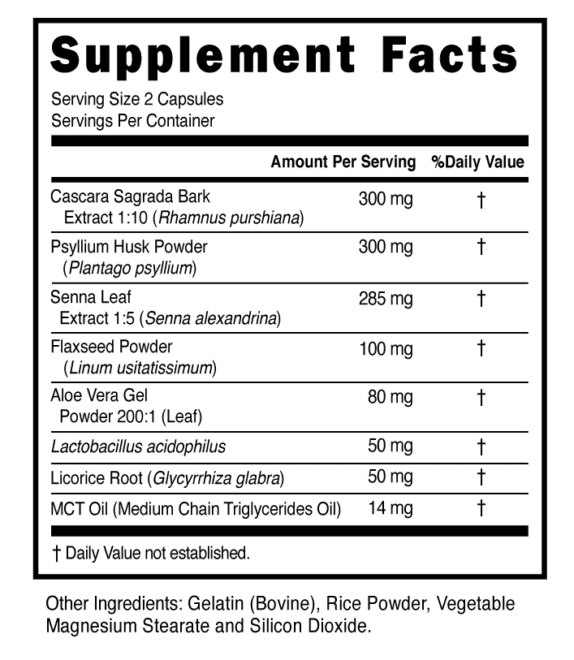 Supplement Facts
Serving Size 2 Capsules
Servings Per Container
Amount Per Serving %Daily Value
Cascara Sagrada Bark 300 mg †
Extract 1:10 (Rhamnus purshiana)
Psyllium Husk Powder 300 mg †
(Plantago psyllium)
Senna Leaf 285 mg †
Extract 1:5 (Senna alexandrina)
Flaxseed Powder 100 mg †
(Linum usitatissimum)
Aloe Vera Gel 80 mg †
Powder 200:1 (Leaf)
Lactobacillus acidophilus 50 mg †
Licorice Root (Glycyrrhiza glabra) 50 mg †
MCT Oil (Medium Chain Triglycerides Oil) 14 mg †
† Daily Value not established.
Other Ingredients: Gelatin (Bovine), Rice Powder, Vegetable
Magnesium Stearate and Silicon Dioxide.